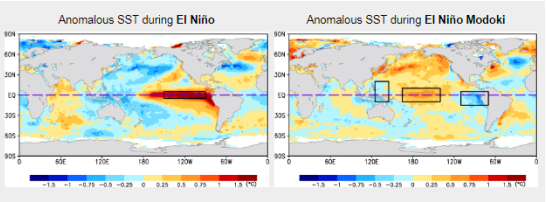 Anomalous SST during El Niño
Anomalous SST during El Niño Modoki
90N
60N
30N
0
30S
60S
90S
0 60E 120E 180 120W 60W 0
-1.5 -1 -0.75 -0.5 -0.25 0 0.25 0.5 0.75 1 1.5 (°C)
90N
60N
30N
0
30S
60S
90S
0 60E 120E 180 120W 60W 0
-1.5 -1 -0.75 -0.5 -0.25 0 0.25 0.5 0.75 1 1.5 (°C)